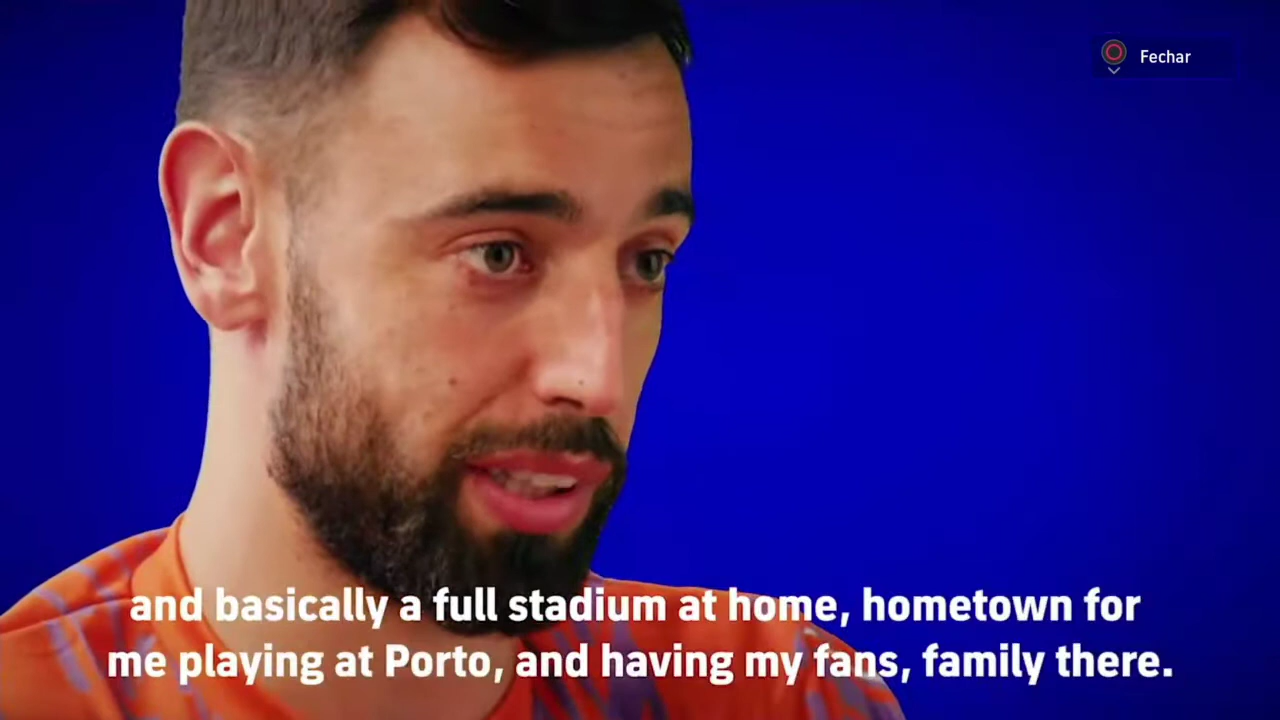 Fechar
and basically a full stadium at home, hometown for
me playing at Porto, and having my fans, family there.